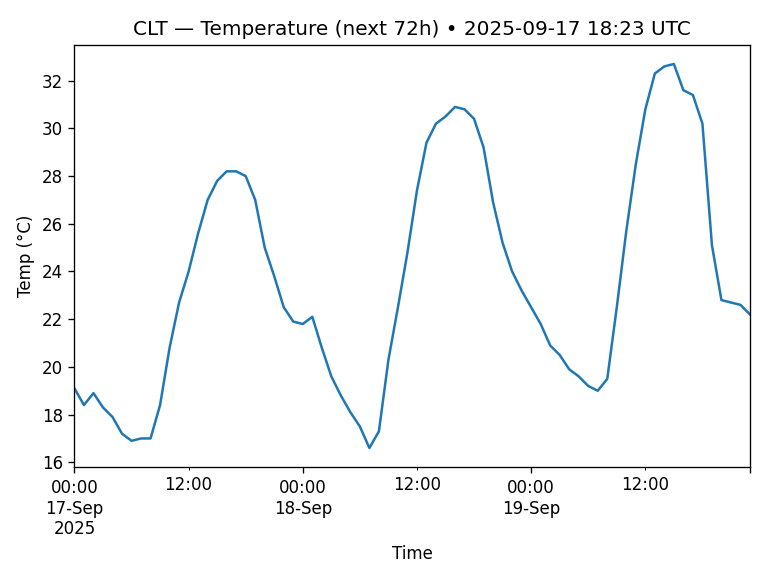 CLT — Temperature (next 72h) • 2025-09-17 18:23 UTC
Temp (°C)
32
30
28
26
24
22
20
18
16
00:00 12:00 00:00 12:00 00:00 12:00
17-Sep 18-Sep 19-Sep
2025
Time